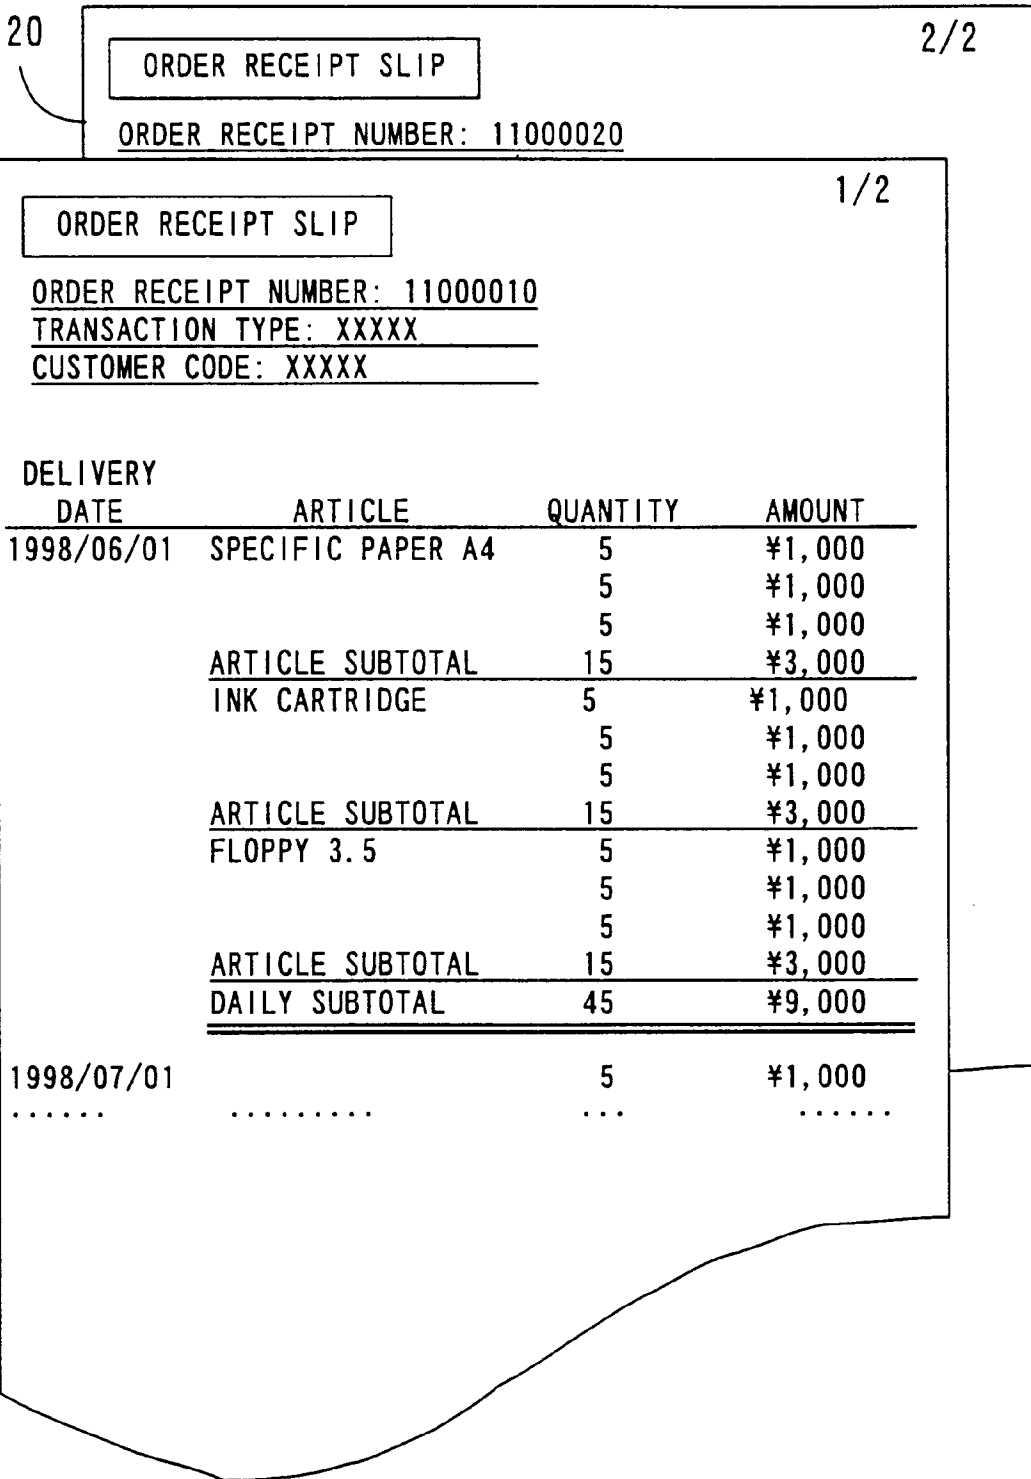 20
2/2
ORDER RECEIPT SLIP
ORDER RECEIPT NUMBER: 11000020
1/2
ORDER RECEIPT SLIP
ORDER RECEIPT NUMBER: 11000010
TRANSACTION TYPE: XXXXX
CUSTOMER CODE: XXXXX
DELIVERY
DATE ARTICLE QUANTITY AMOUNT
1998/06/01 SPECIFIC PAPER A4 5 ¥1,000
5 ¥1,000
5 ¥1,000
ARTICLE SUBTOTAL 15 ¥3,000
INK CARTRIDGE 5 ¥1,000
5 ¥1,000
5 ¥1,000
ARTICLE SUBTOTAL 15 ¥3,000
FLOPPY 3.5 5 ¥1,000
5 ¥1,000
5 ¥1,000
ARTICLE SUBTOTAL 15 ¥3,000
DAILY SUBTOTAL 45 ¥9,000
1998/07/01 5 ¥1,000
...... ......... ... ......